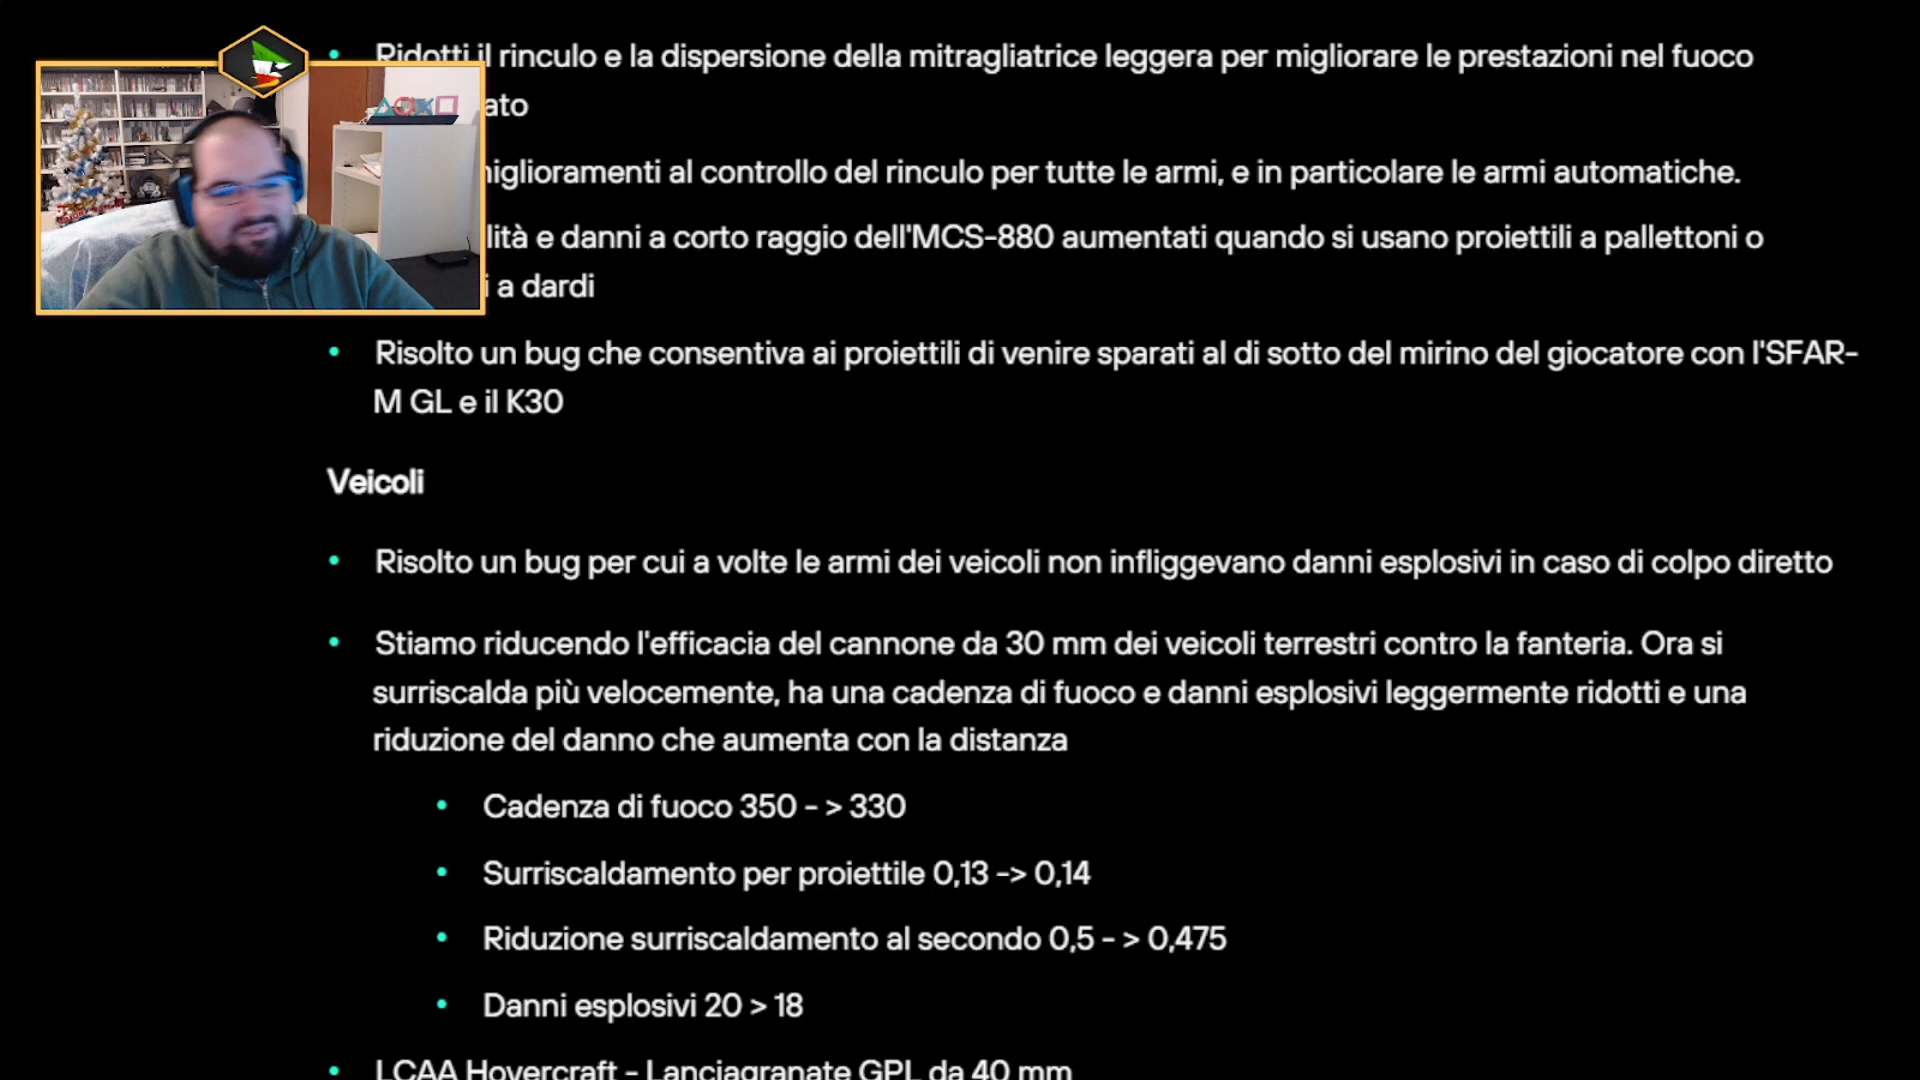 Ridotti il rinculo e la dispersione della mitragliatrice leggera per migliorare le prestazioni nel fuoco
ato
miglioramenti al controllo del rinculo per tutte le armi, e in particolare le armi automatiche.
lità e danni a corto raggio dell'MCS-880 aumentati quando si usano proiettili a pallettoni o
i a dardi
Risolto un bug che consentiva ai proiettili di venire sparati al di sotto del mirino del giocatore con l'SFAR-
M GL e il K30
Veicoli
Risolto un bug per cui a volte le armi dei veicoli non infliggevano danni esplosivi in caso di colpo diretto
Stiamo riducendo l'efficacia del cannone da 30 mm dei veicoli terrestri contro la fanteria. Ora si
surriscalda più velocemente, ha una cadenza di fuoco e danni esplosivi leggermente ridotti e una
riduzione del danno che aumenta con la distanza
Cadenza di fuoco 350 - > 330
Surriscaldamento per proiettile 0,13 -> 0,14
Riduzione surriscaldamento al secondo 0,5 - > 0,475
Danni esplosivi 20 > 18
LCAA Hovercraft - Lanciagranate GPL da 40 mm